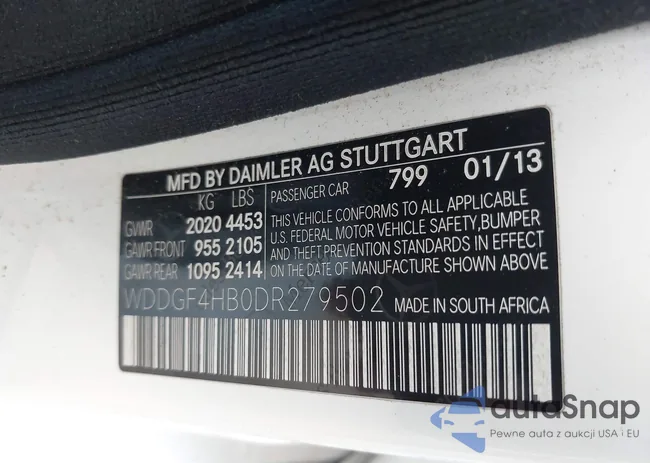 MFD BY DAIMLER AG STUTTGART
KG LBS PASSENGER CAR 799 01/13
GVWR 2020 4453
GAWR FRONT 955 2105
GAWR REAR 1095 2414
THIS VEHICLE CONFORMS TO ALL APPLICABLE
U.S. FEDERAL MOTOR VEHICLE SAFETY, BUMPER
AND THEFT PREVENTION STANDARDS IN EFFECT
ON DATE OF MANUFACTURE SHOWN ABOVE.
WDDGF4HB0DR279502 MADE IN SOUTH AFRICA
autoSnap
Pewne auta z aukcji USA i EU